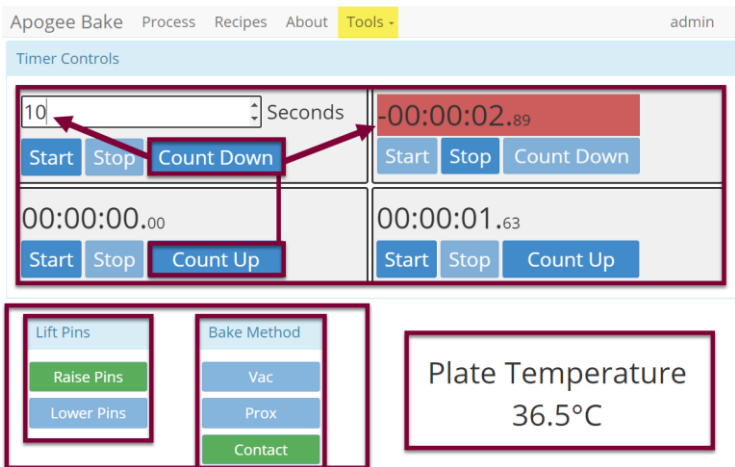 Apogee Bake Process Recipes About Tools admin
Timer Controls
10 Seconds
Start Stop Count Down
-00:00:02.89
Start Stop Count Down
00:00:00.00
Start Stop Count Up
00:00:01.63
Start Stop Count Up
Lift Pins
Raise Pins
Lower Pins
Bake Method
Vac
Prox
Contact
Plate Temperature
36.5°C